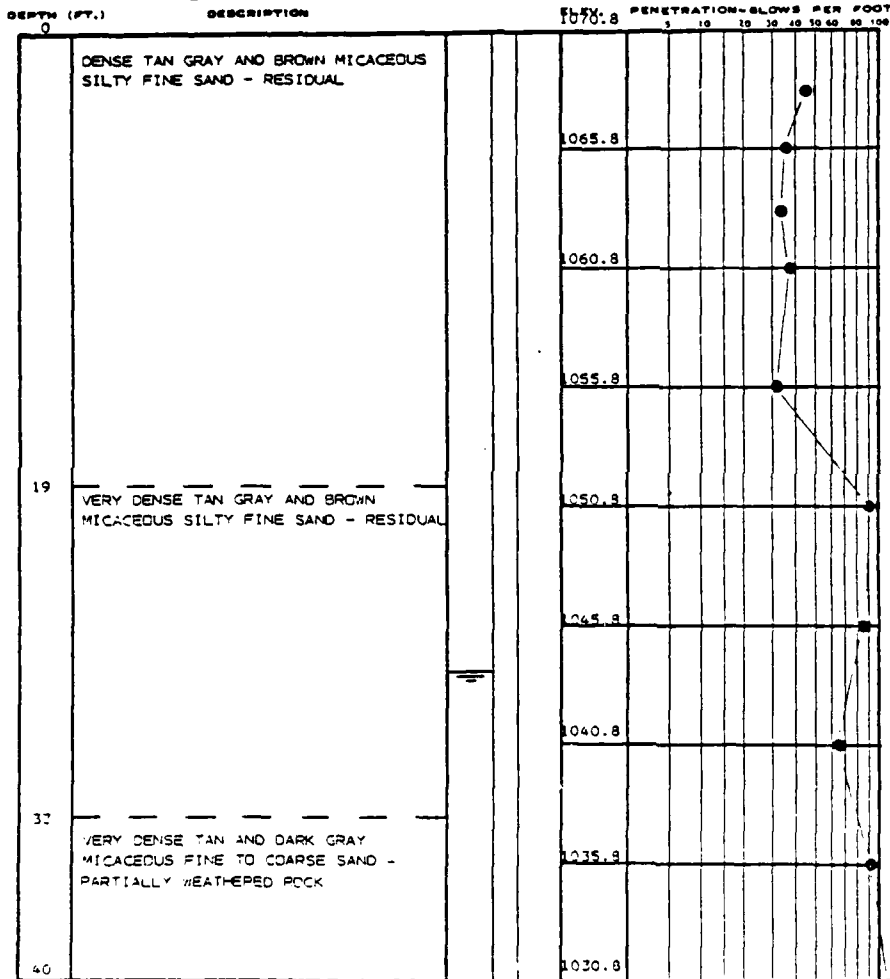 DEPTH (FT.) DESCRIPTION ELEV. PENETRATION-BLOWS PER FOOT
0 1070.8 5 10 20 30 40 50 60 80 100
DENSE TAN GRAY AND BROWN MICACEOUS
SILTY FINE SAND - RESIDUAL
1065.8
1060.8
1055.8
19
VERY DENSE TAN GRAY AND BROWN
MICACEOUS SILTY FINE SAND - RESIDUAL
1050.8
1045.8
1040.8
VERY DENSE TAN AND DARK GRAY
MICACEOUS FINE TO COARSE SAND -
PARTIALLY WEATHERED ROCK
1035.8
40 1030.8